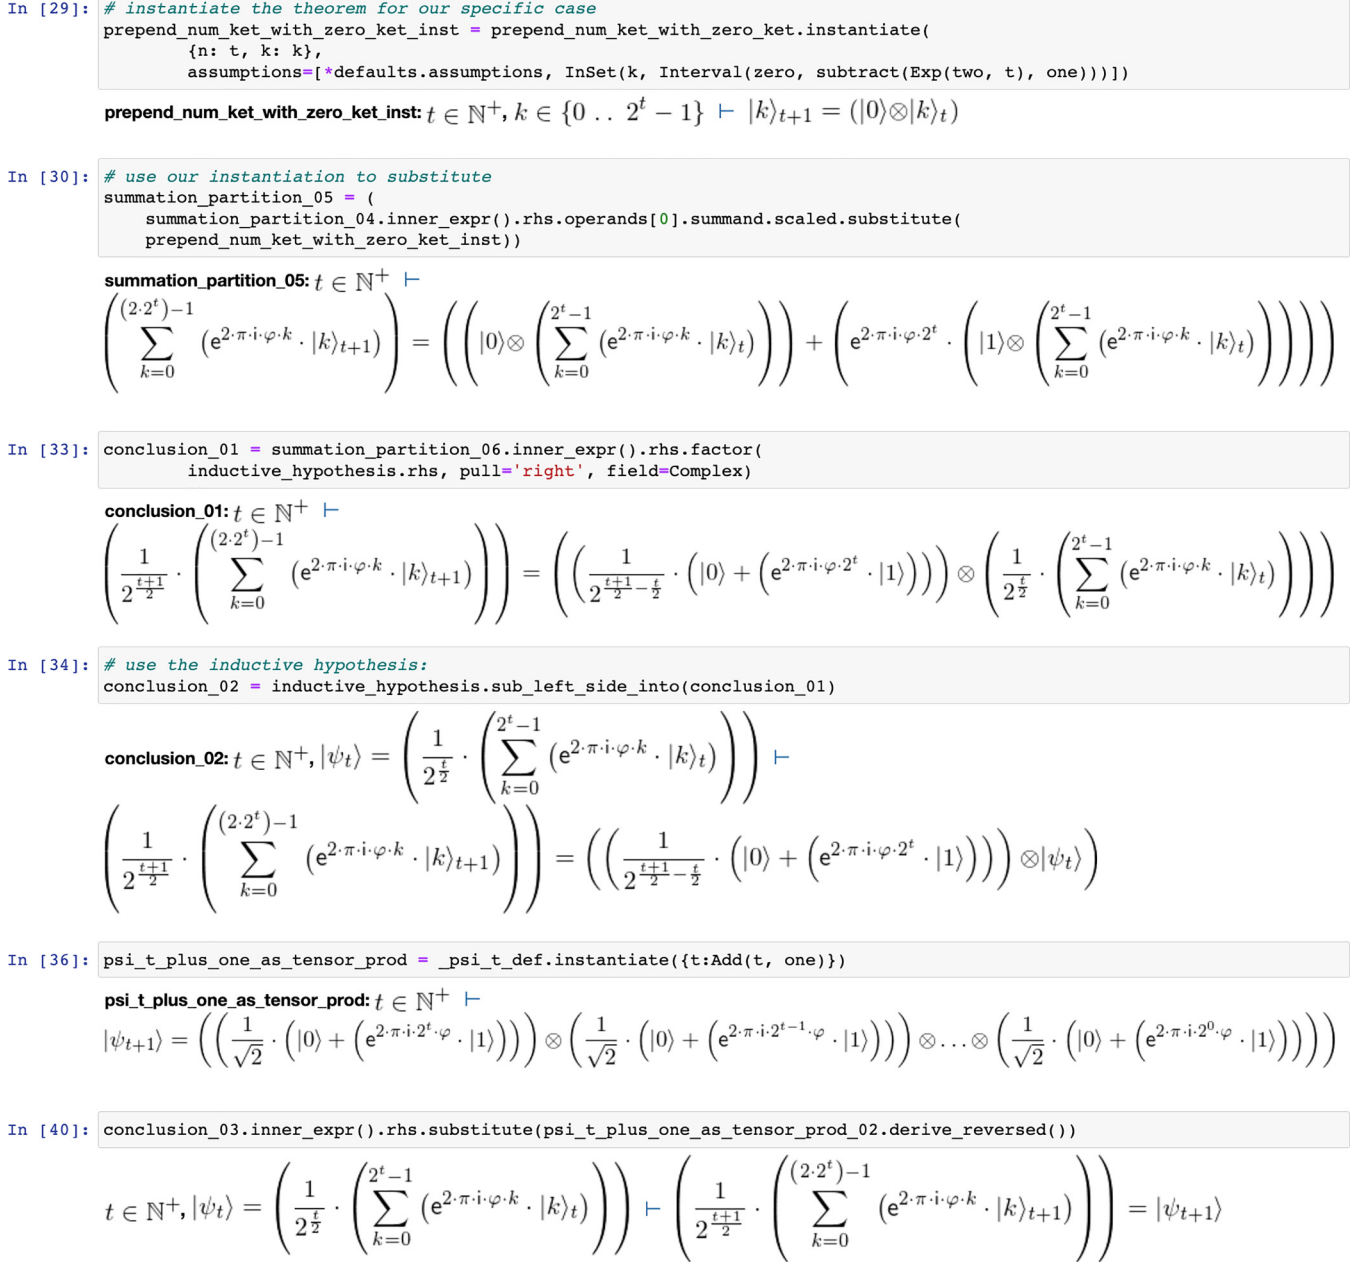 In [29]: # instantiate the theorem for our specific case
prepend_num_ket_with_zero_ket_inst = prepend_num_ket_with_zero_ket.instantiate(
        {n: t, k: k},
        assumptions=[*defaults.assumptions, InSet(k, Interval(zero, subtract(Exp(two, t), one)))])
prepend_num_ket_with_zero_ket_inst: t ∈ ℕ⁺, k ∈ {0 .. 2^t − 1} ⊢ |k⟩_{t+1} = (|0⟩⊗|k⟩_t)
In [30]: # use our instantiation to substitute
summation_partition_05 = (
    summation_partition_04.inner_expr().rhs.operands[0].summand.scaled.substitute(
    prepend_num_ket_with_zero_ket_inst))
summation_partition_05: t ∈ ℕ⁺ ⊢
(∑_{k=0}^{(2·2^t)−1} (e^{2·π·i·φ·k} · |k⟩_{t+1})) = ((|0⟩⊗ (∑_{k=0}^{2^t−1} (e^{2·π·i·φ·k} · |k⟩_t))) + (e^{2·π·i·φ·2^t} · (|1⟩⊗ (∑_{k=0}^{2^t−1} (e^{2·π·i·φ·k} · |k⟩_t)))))
In [33]: conclusion_01 = summation_partition_06.inner_expr().rhs.factor(
        inductive_hypothesis.rhs, pull='right', field=Complex)
conclusion_01: t ∈ ℕ⁺ ⊢
(1/2^{(t+1)/2} · (∑_{k=0}^{(2·2^t)−1} (e^{2·π·i·φ·k} · |k⟩_{t+1}))) = ((1/2^{(t+1)/2 − t/2} · (|0⟩ + (e^{2·π·i·φ·2^t} · |1⟩))) ⊗ (1/2^{t/2} · (∑_{k=0}^{2^t−1} (e^{2·π·i·φ·k} · |k⟩_t))))
In [34]: # use the inductive hypothesis:
conclusion_02 = inductive_hypothesis.sub_left_side_into(conclusion_01)
conclusion_02: t ∈ ℕ⁺, |ψ_t⟩ = (1/2^{t/2} · (∑_{k=0}^{2^t−1} (e^{2·π·i·φ·k} · |k⟩_t))) ⊢
(1/2^{(t+1)/2} · (∑_{k=0}^{(2·2^t)−1} (e^{2·π·i·φ·k} · |k⟩_{t+1}))) = ((1/2^{(t+1)/2 − t/2} · (|0⟩ + (e^{2·π·i·φ·2^t} · |1⟩))) ⊗|ψ_t⟩)
In [36]: psi_t_plus_one_as_tensor_prod = _psi_t_def.instantiate({t:Add(t, one)})
psi_t_plus_one_as_tensor_prod: t ∈ ℕ⁺ ⊢
|ψ_{t+1}⟩ = ((1/√2 · (|0⟩ + (e^{2·π·i·2^t·φ} · |1⟩))) ⊗ (1/√2 · (|0⟩ + (e^{2·π·i·2^{t−1}·φ} · |1⟩))) ⊗...⊗ (1/√2 · (|0⟩ + (e^{2·π·i·2^0·φ} · |1⟩))))
In [40]: conclusion_03.inner_expr().rhs.substitute(psi_t_plus_one_as_tensor_prod_02.derive_reversed())
t ∈ ℕ⁺, |ψ_t⟩ = (1/2^{t/2} · (∑_{k=0}^{2^t−1} (e^{2·π·i·φ·k} · |k⟩_t))) ⊢ (1/2^{(t+1)/2} · (∑_{k=0}^{(2·2^t)−1} (e^{2·π·i·φ·k} · |k⟩_{t+1}))) = |ψ_{t+1}⟩